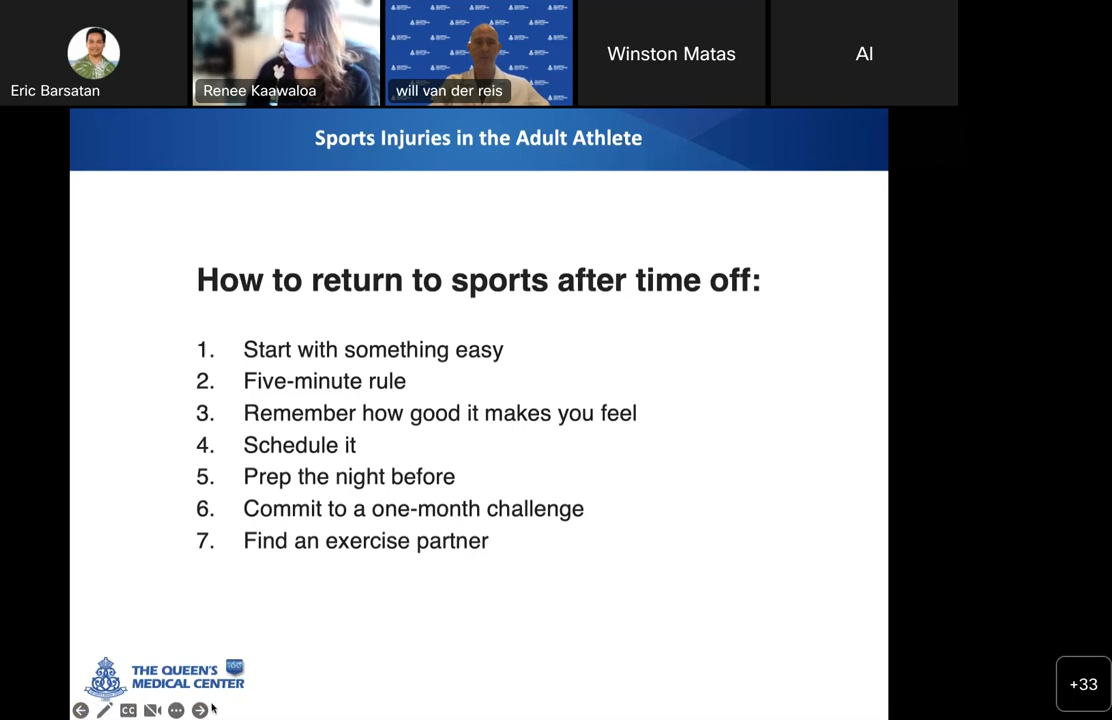 Eric Barsatan
Renee Kaawaloa
will van der reis
Winston Matas
AI
Sports Injuries in the Adult Athlete
How to return to sports after time off:
1. Start with something easy
2. Five-minute rule
3. Remember how good it makes you feel
4. Schedule it
5. Prep the night before
6. Commit to a one-month challenge
7. Find an exercise partner
THE QUEEN'S
MEDICAL CENTER
CC
+33